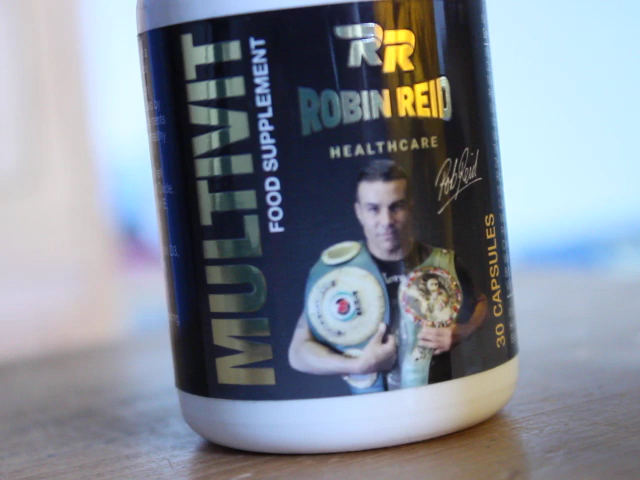 MULTIVIT
FOOD SUPPLEMENT
RR
ROBIN REID
HEALTHCARE
Rob Reid
30 CAPSULES